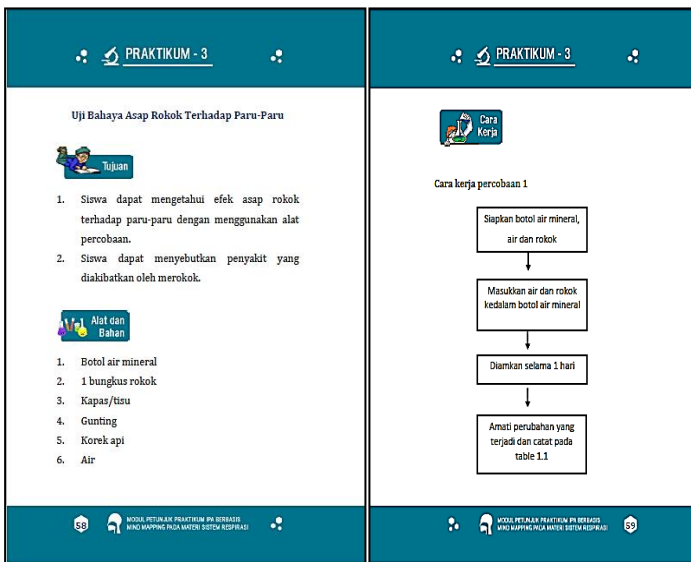 PRAKTIKUM - 3
Uji Bahaya Asap Rokok Terhadap Paru-Paru
Tujuan
1. Siswa dapat mengetahui efek asap rokok
terhadap paru-paru dengan menggunakan alat
percobaan.
2. Siswa dapat menyebutkan penyakit yang
diakibatkan oleh merokok.
Alat dan
Bahan
1. Botol air mineral
2. 1 bungkus rokok
3. Kapas/tisu
4. Gunting
5. Korek api
6. Air
58
MODUL PETUNJUK PRAKTIKUM IPA BERBASIS
MIND MAPPING PADA MATERI SISTEM RESPIRASI
PRAKTIKUM - 3
Cara
Kerja
Cara kerja percobaan 1
Siapkan botol air mineral,
air dan rokok
Masukkan air dan rokok
kedalam botol air mineral
Diamkan selama 1 hari
Amati perubahan yang
terjadi dan catat pada
table 1.1
MODUL PETUNJUK PRAKTIKUM IPA BERBASIS
MIND MAPPING PADA MATERI SISTEM RESPIRASI
59